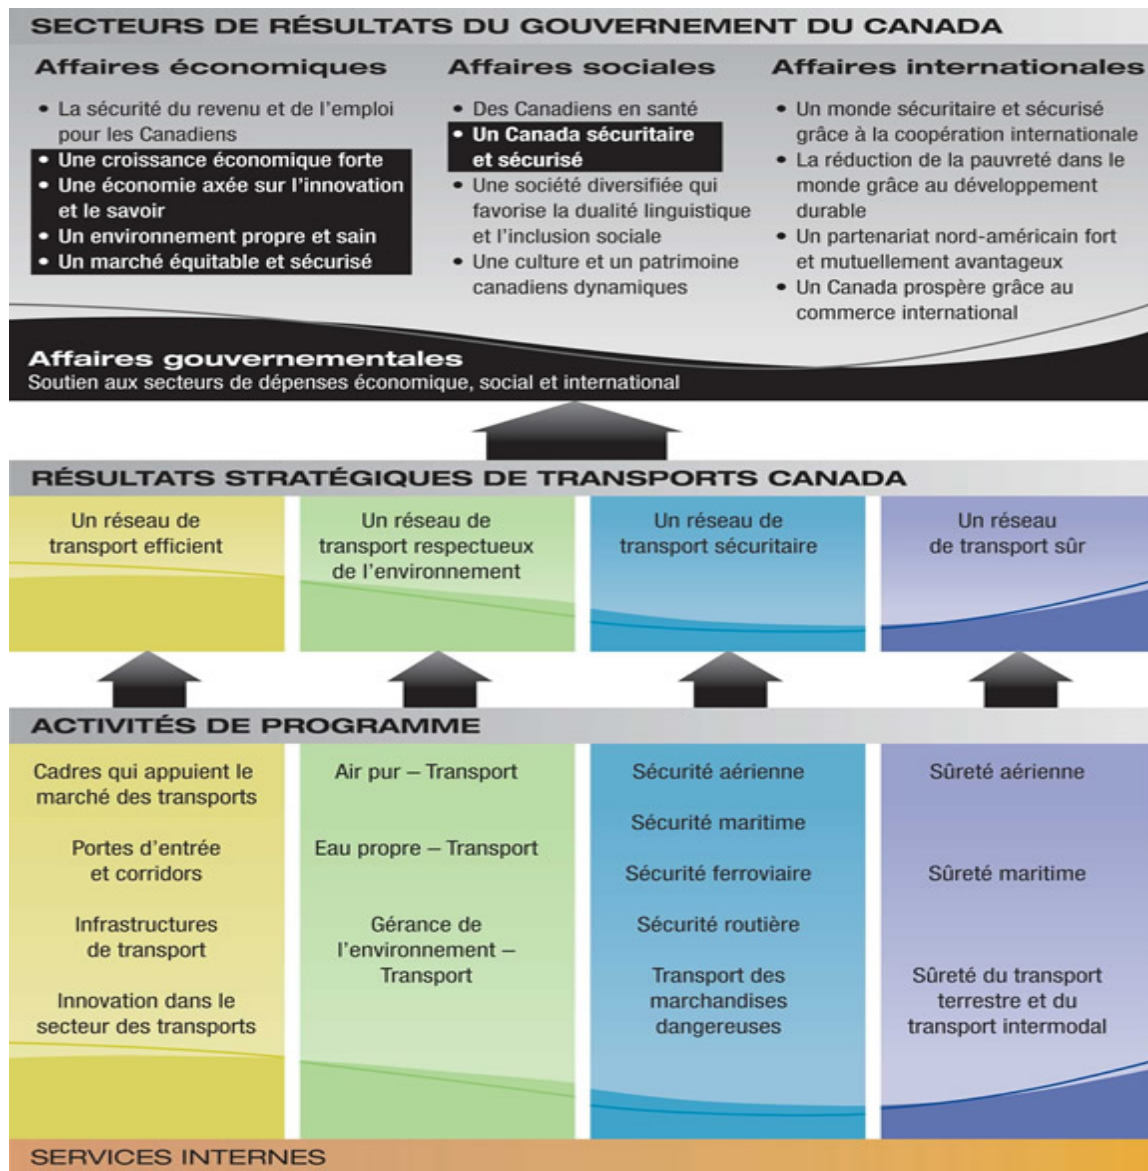 SECTEURS DE RÉSULTATS DU GOUVERNEMENT DU CANADA
Affaires économiques
• La sécurité du revenu et de l'emploi
pour les Canadiens
• Une croissance économique forte
• Une économie axée sur l'innovation
et le savoir
• Un environnement propre et sain
• Un marché équitable et sécurisé
Affaires sociales
• Des Canadiens en santé
• Un Canada sécuritaire
et sécurisé
• Une société diversifiée qui
favorise la dualité linguistique
et l'inclusion sociale
• Une culture et un patrimoine
canadiens dynamiques
Affaires internationales
• Un monde sécuritaire et sécurisé
grâce à la coopération internationale
• La réduction de la pauvreté dans le
monde grâce au développement
durable
• Un partenariat nord-américain fort
et mutuellement avantageux
• Un Canada prospère grâce au
commerce international
Affaires gouvernementales
Soutien aux secteurs de dépenses économique, social et international
RÉSULTATS STRATÉGIQUES DE TRANSPORTS CANADA
Un réseau de
transport efficient
Un réseau de
transport respectueux
de l'environnement
Un réseau de
transport sécuritaire
Un réseau
de transport sûr
ACTIVITÉS DE PROGRAMME
Cadres qui appuient le
marché des transports
Portes d'entrée
et corridors
Infrastructures
de transport
Innovation dans le
secteur des transports
Air pur – Transport
Eau propre – Transport
Gérance de
l'environnement –
Transport
Sécurité aérienne
Sécurité maritime
Sécurité ferroviaire
Sécurité routière
Transport des
marchandises
dangereuses
Sûreté aérienne
Sûreté maritime
Sûreté du transport
terrestre et du
transport intermodal
SERVICES INTERNES